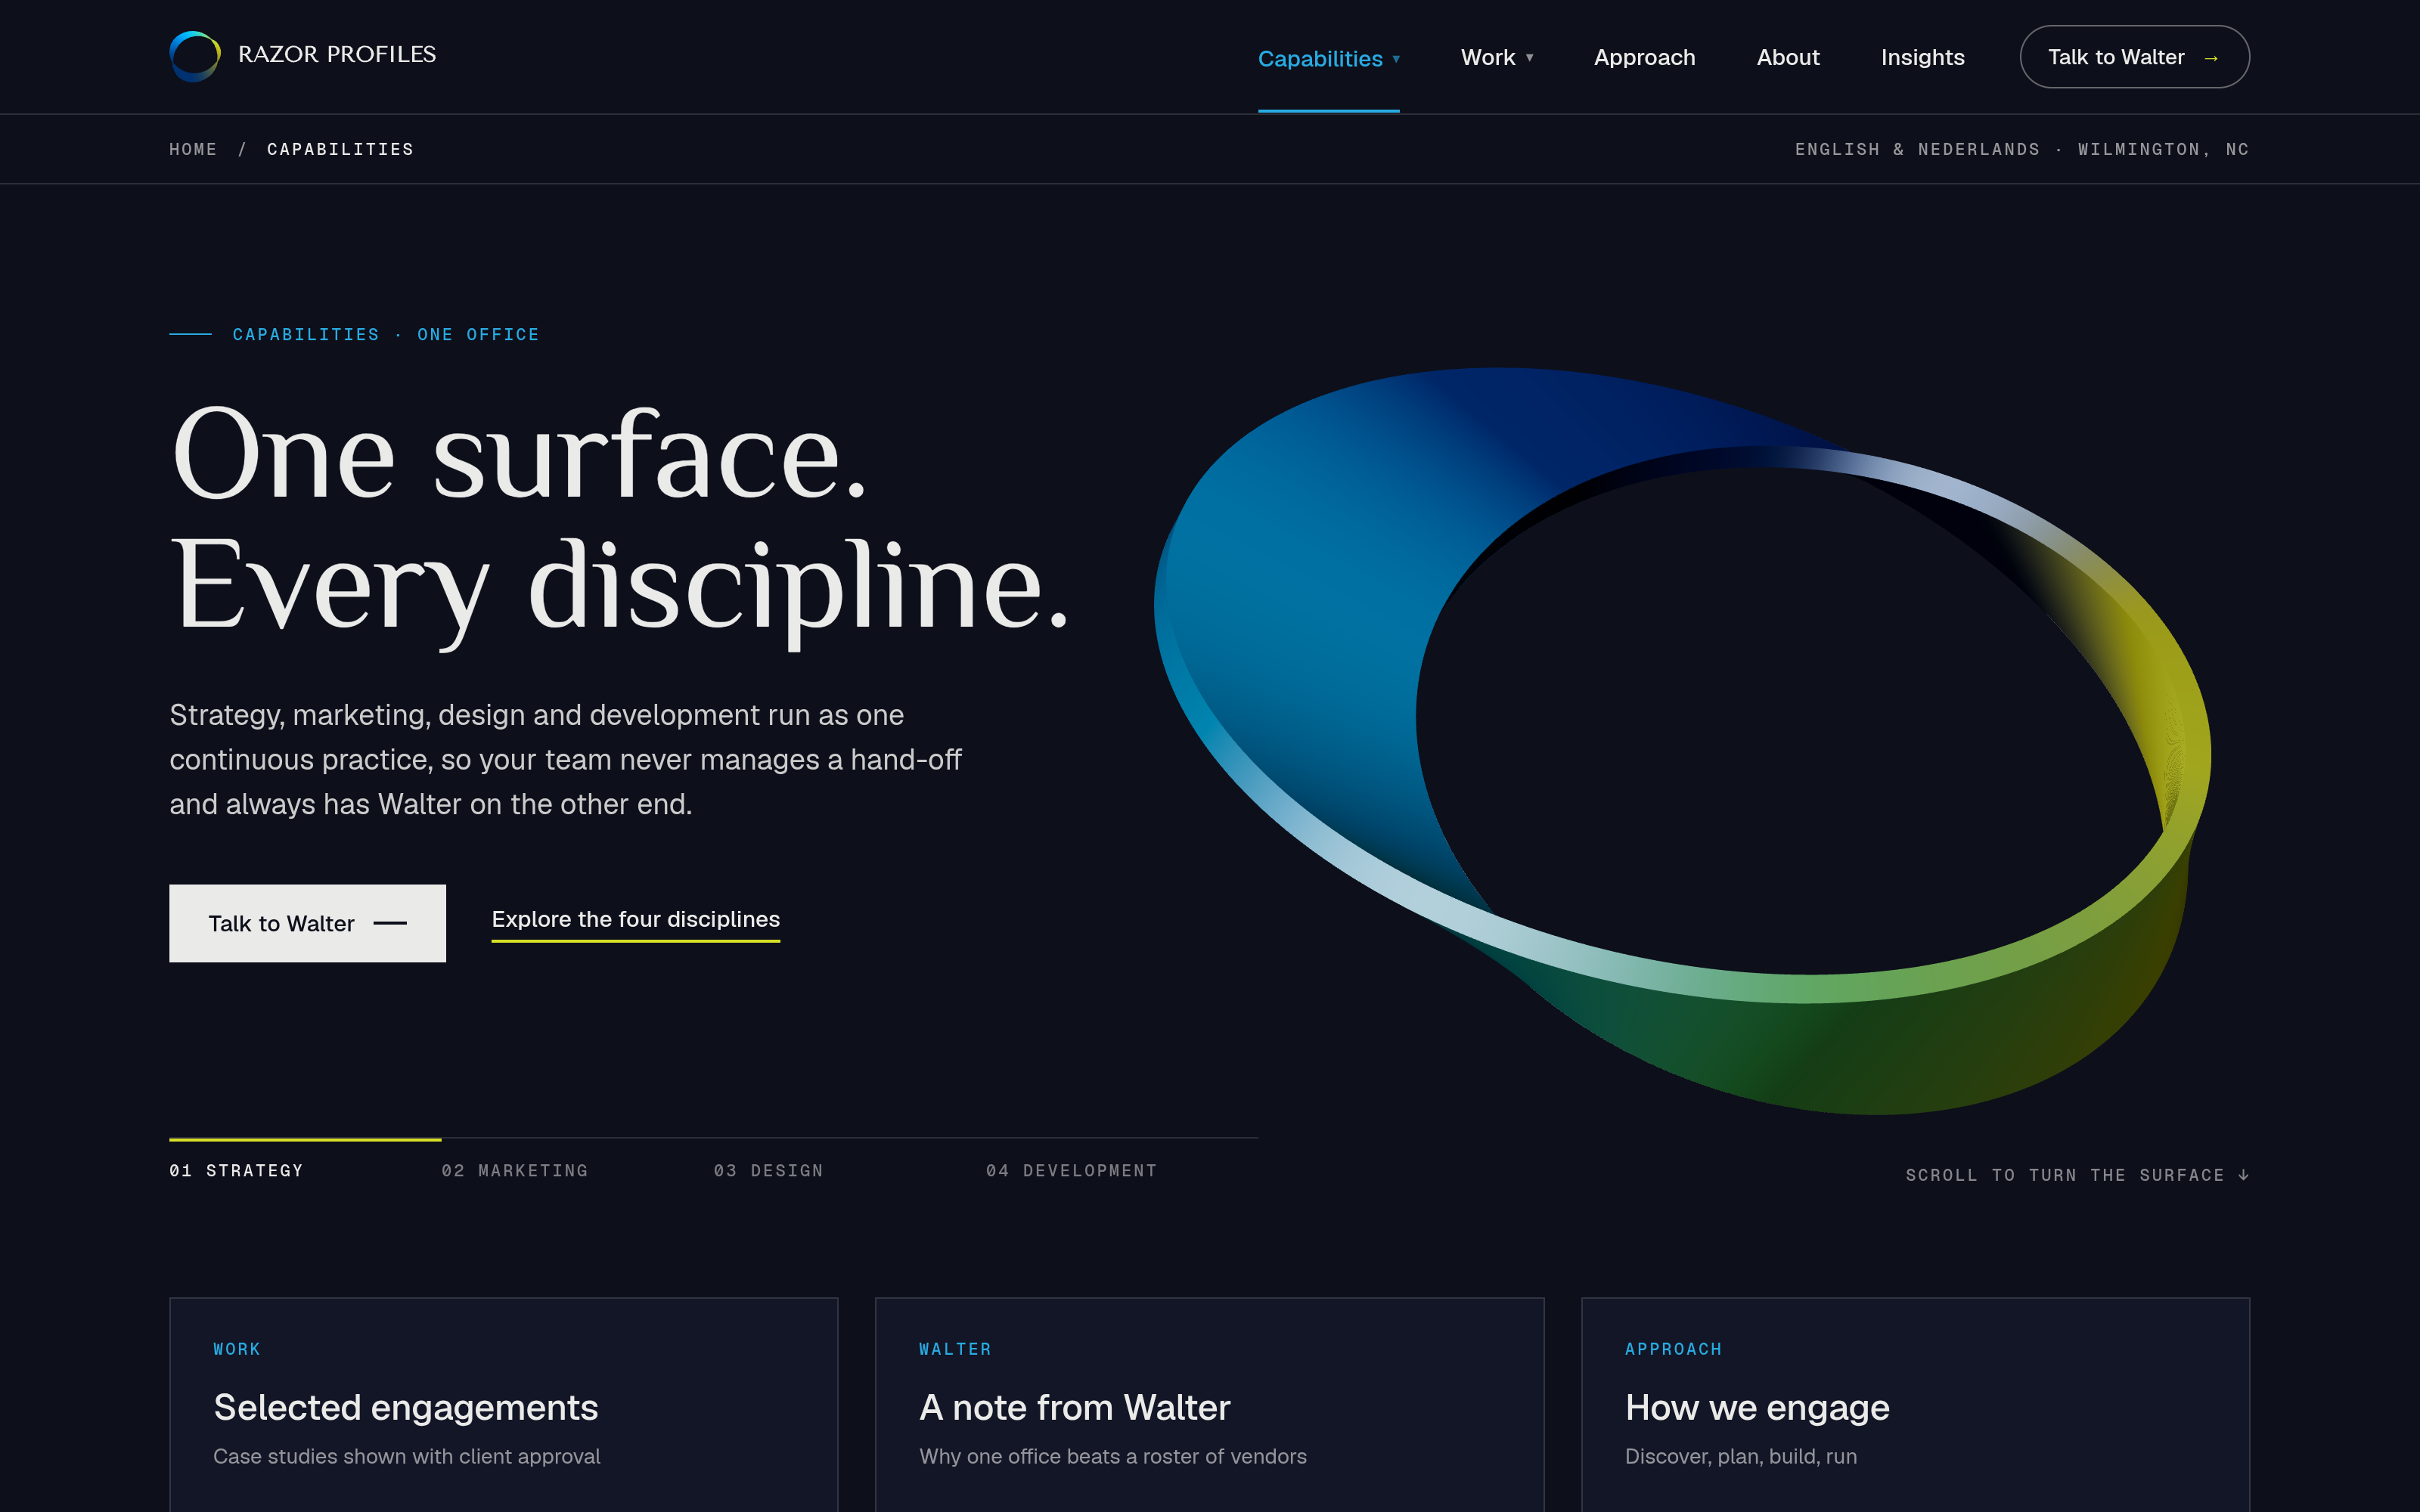 RAZOR PROFILES
Capabilities ▾
Work ▾
Approach
About
Insights
Talk to Walter →
HOME / CAPABILITIES
ENGLISH & NEDERLANDS · WILMINGTON, NC
CAPABILITIES · ONE OFFICE
One surface.
Every discipline.
Strategy, marketing, design and development run as one
continuous practice, so your team never manages a hand-off
and always has Walter on the other end.
Talk to Walter
Explore the four disciplines
01 STRATEGY
02 MARKETING
03 DESIGN
04 DEVELOPMENT
SCROLL TO TURN THE SURFACE ↓
WORK
Selected engagements
Case studies shown with client approval
WALTER
A note from Walter
Why one office beats a roster of vendors
APPROACH
How we engage
Discover, plan, build, run